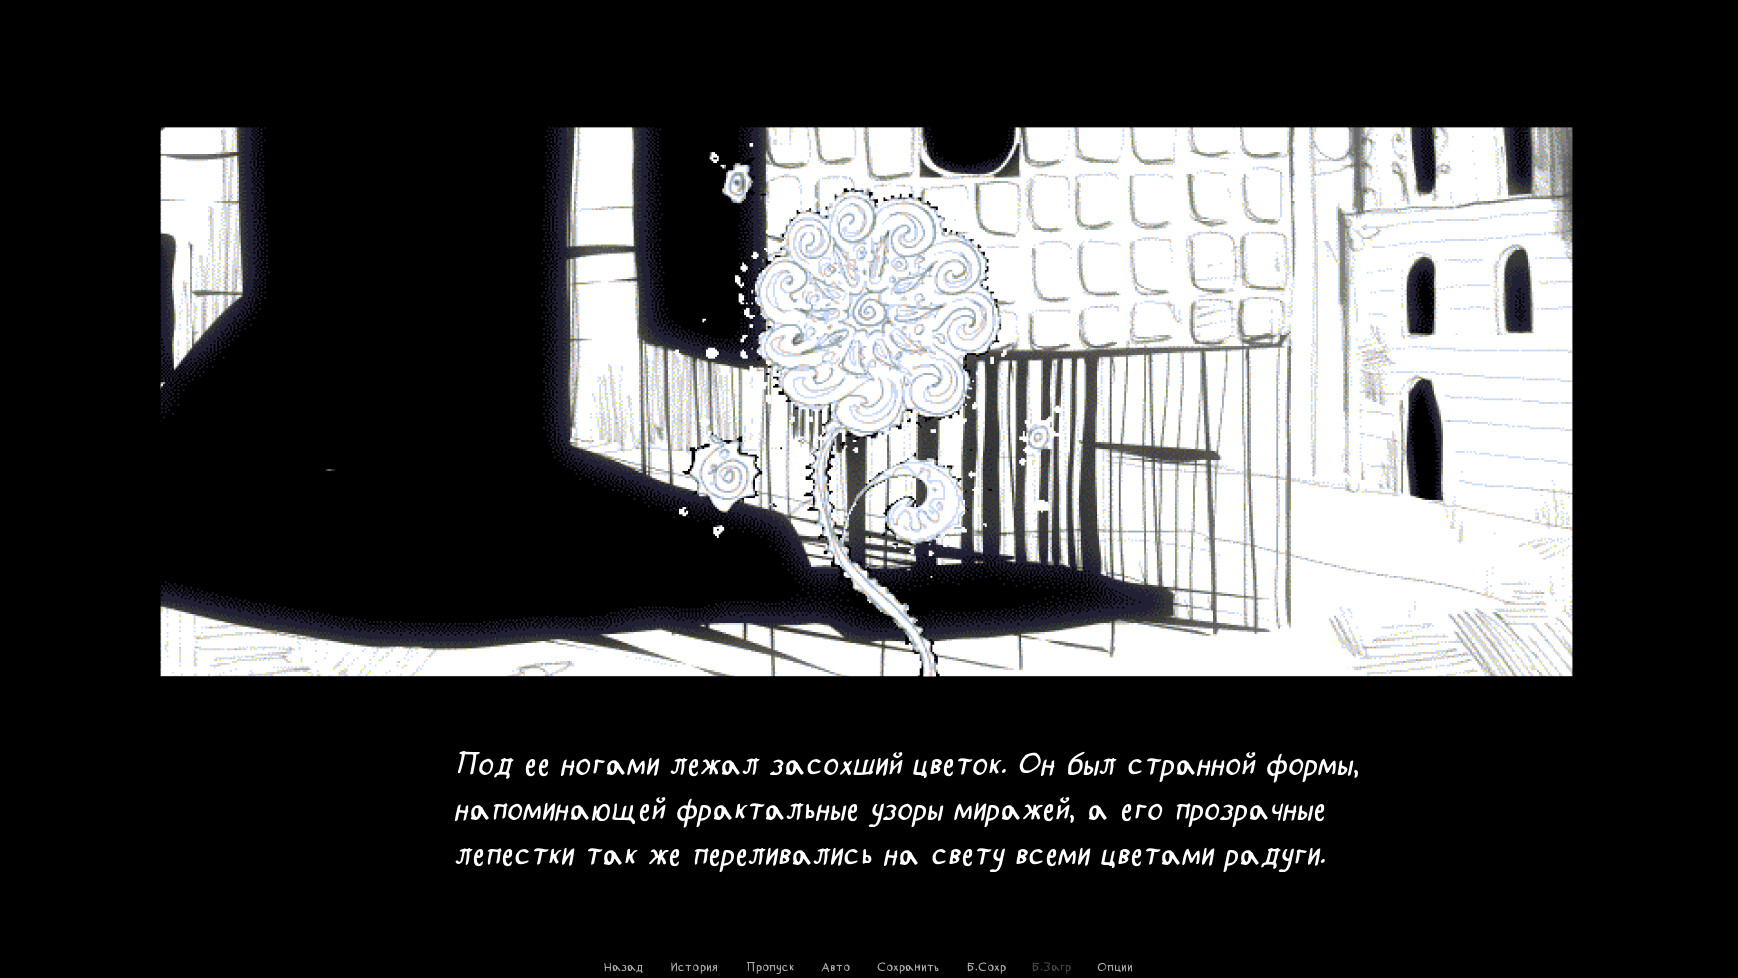 Под ее ногами лежал засохший цветок. Он был странной формы,
напоминающей фрактальные узоры миражей, а его прозрачные
лепестки так же переливались на свету всеми цветами радуги.
Назад История Пропуск Авто Сохранить Б.Сохр Б.Загр Опции